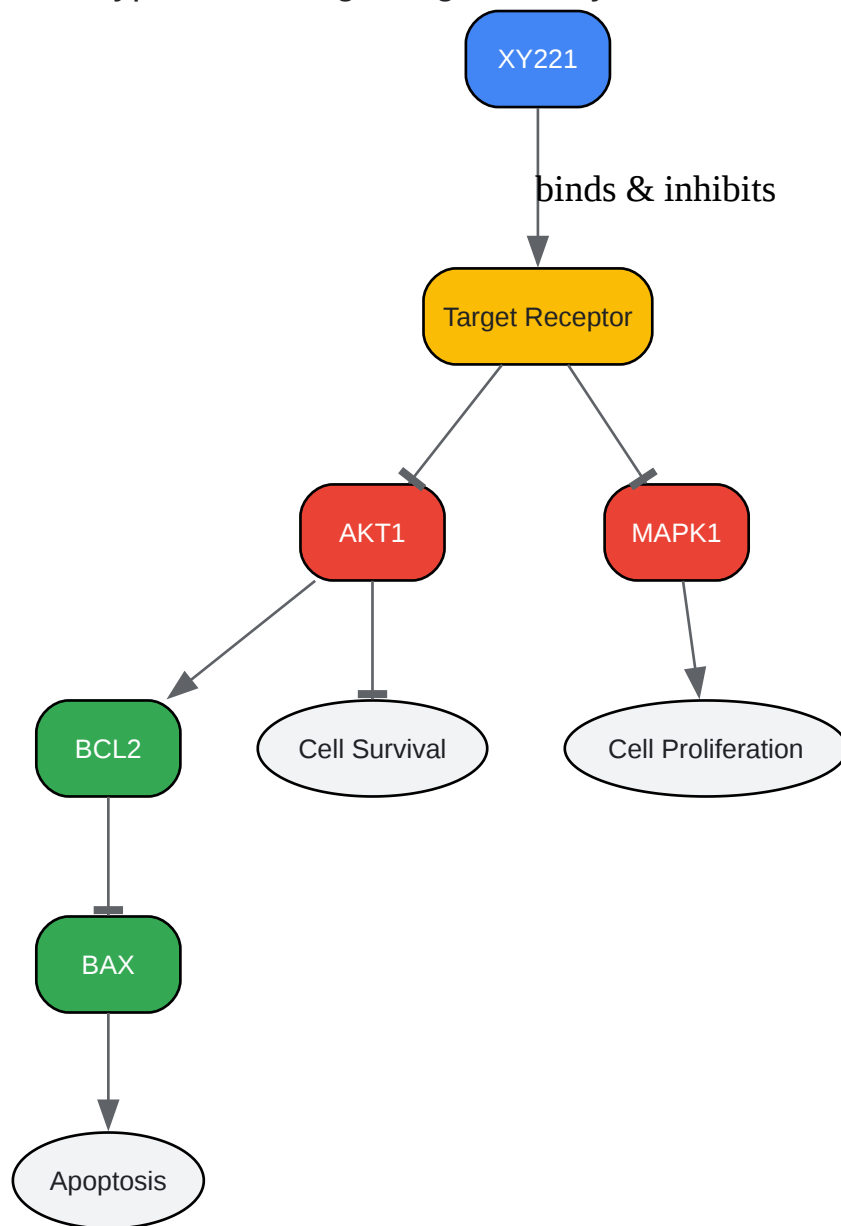 XY221
binds & inhibits
Target Receptor
AKT1
MAPK1
BCL2
Cell Survival
Cell Proliferation
BAX
Apoptosis